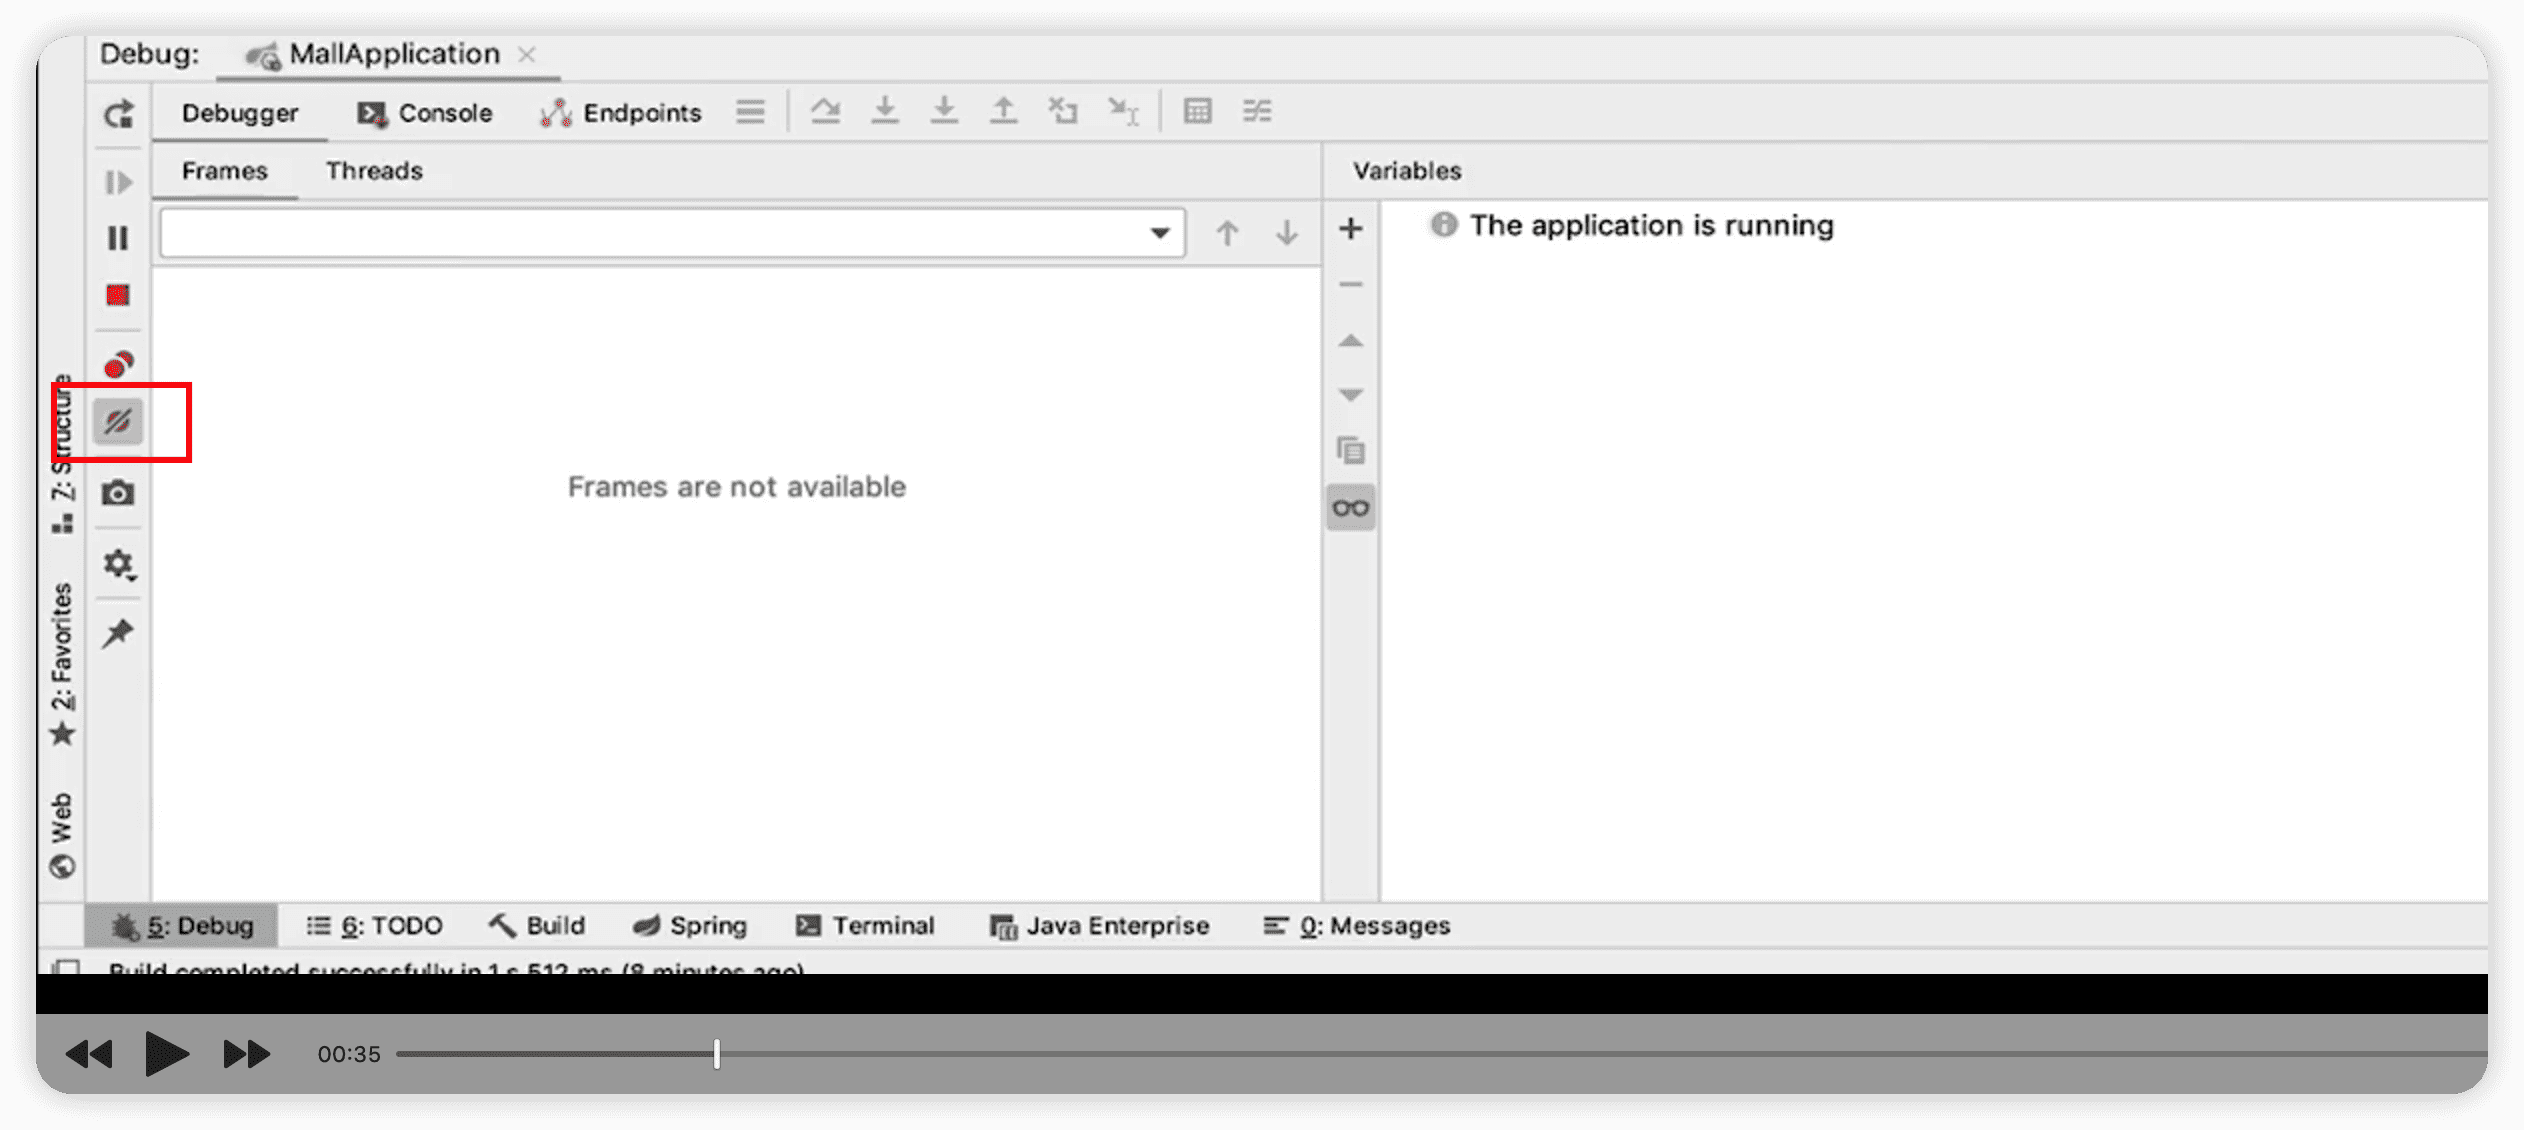 Debug: MallApplication
Debugger Console Endpoints
Frames Threads Variables
The application is running
Frames are not available
Z: Structure
2: Favorites
Web
5: Debug 6: TODO Build Spring Terminal Java Enterprise 0: Messages
Build completed successfully in 1 s 512 ms (8 minutes ago)
00:35